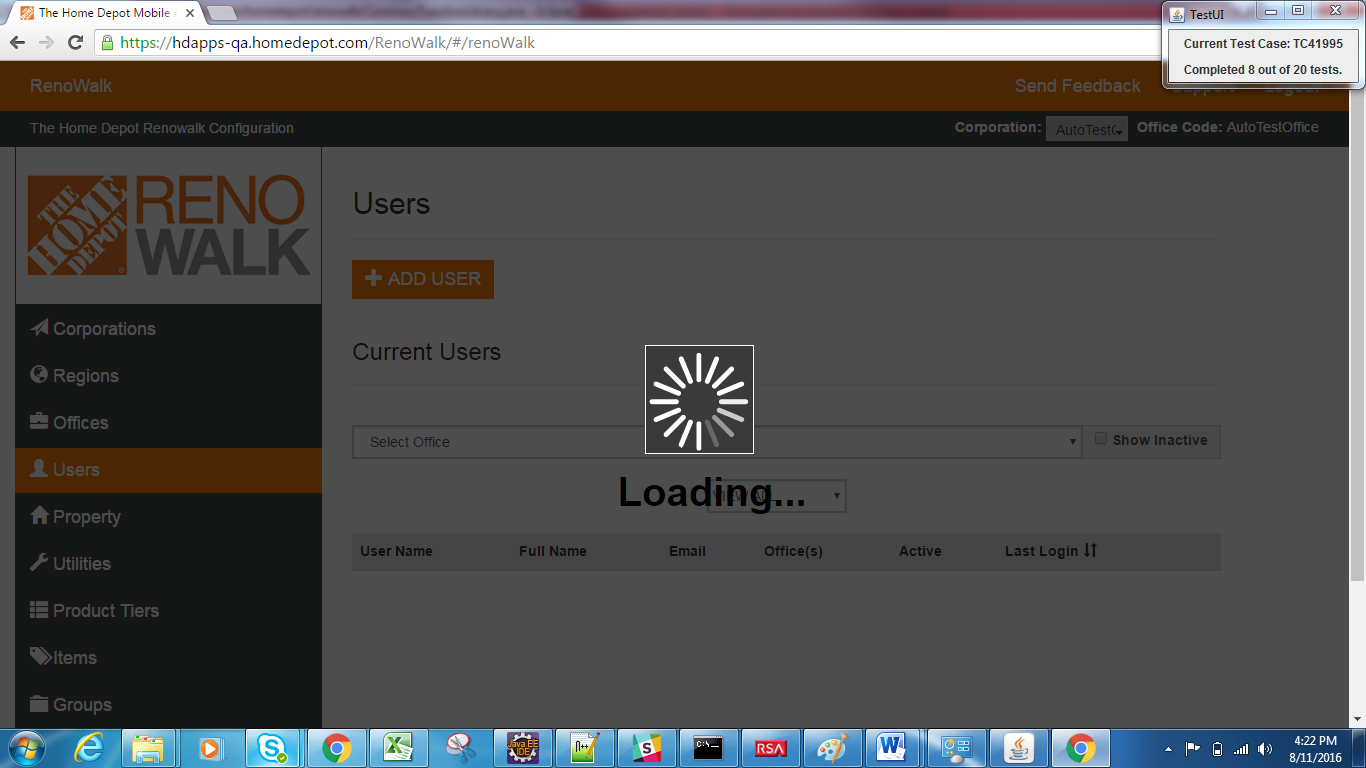 The Home Depot Mobile
TestUI
Current Test Case: TC41995
Completed 8 out of 20 tests.
https://hdapps-qa.homedepot.com/RenoWalk/#/renoWalk
RenoWalk
Send Feedback
Support
Logout
The Home Depot Renowalk Configuration
Corporation: AutoTestO
Office Code: AutoTestOffice
THE HOME DEPOT
RENO
WALK
Users
ADD USER
Current Users
Corporations
Regions
Offices
Users
Property
Utilities
Product Tiers
Items
Groups
Select Office
Show Inactive
Loading...
User Name Full Name Email Office(s) Active Last Login
Java EE
IDE
C:\
RSA
4:22 PM
8/11/2016